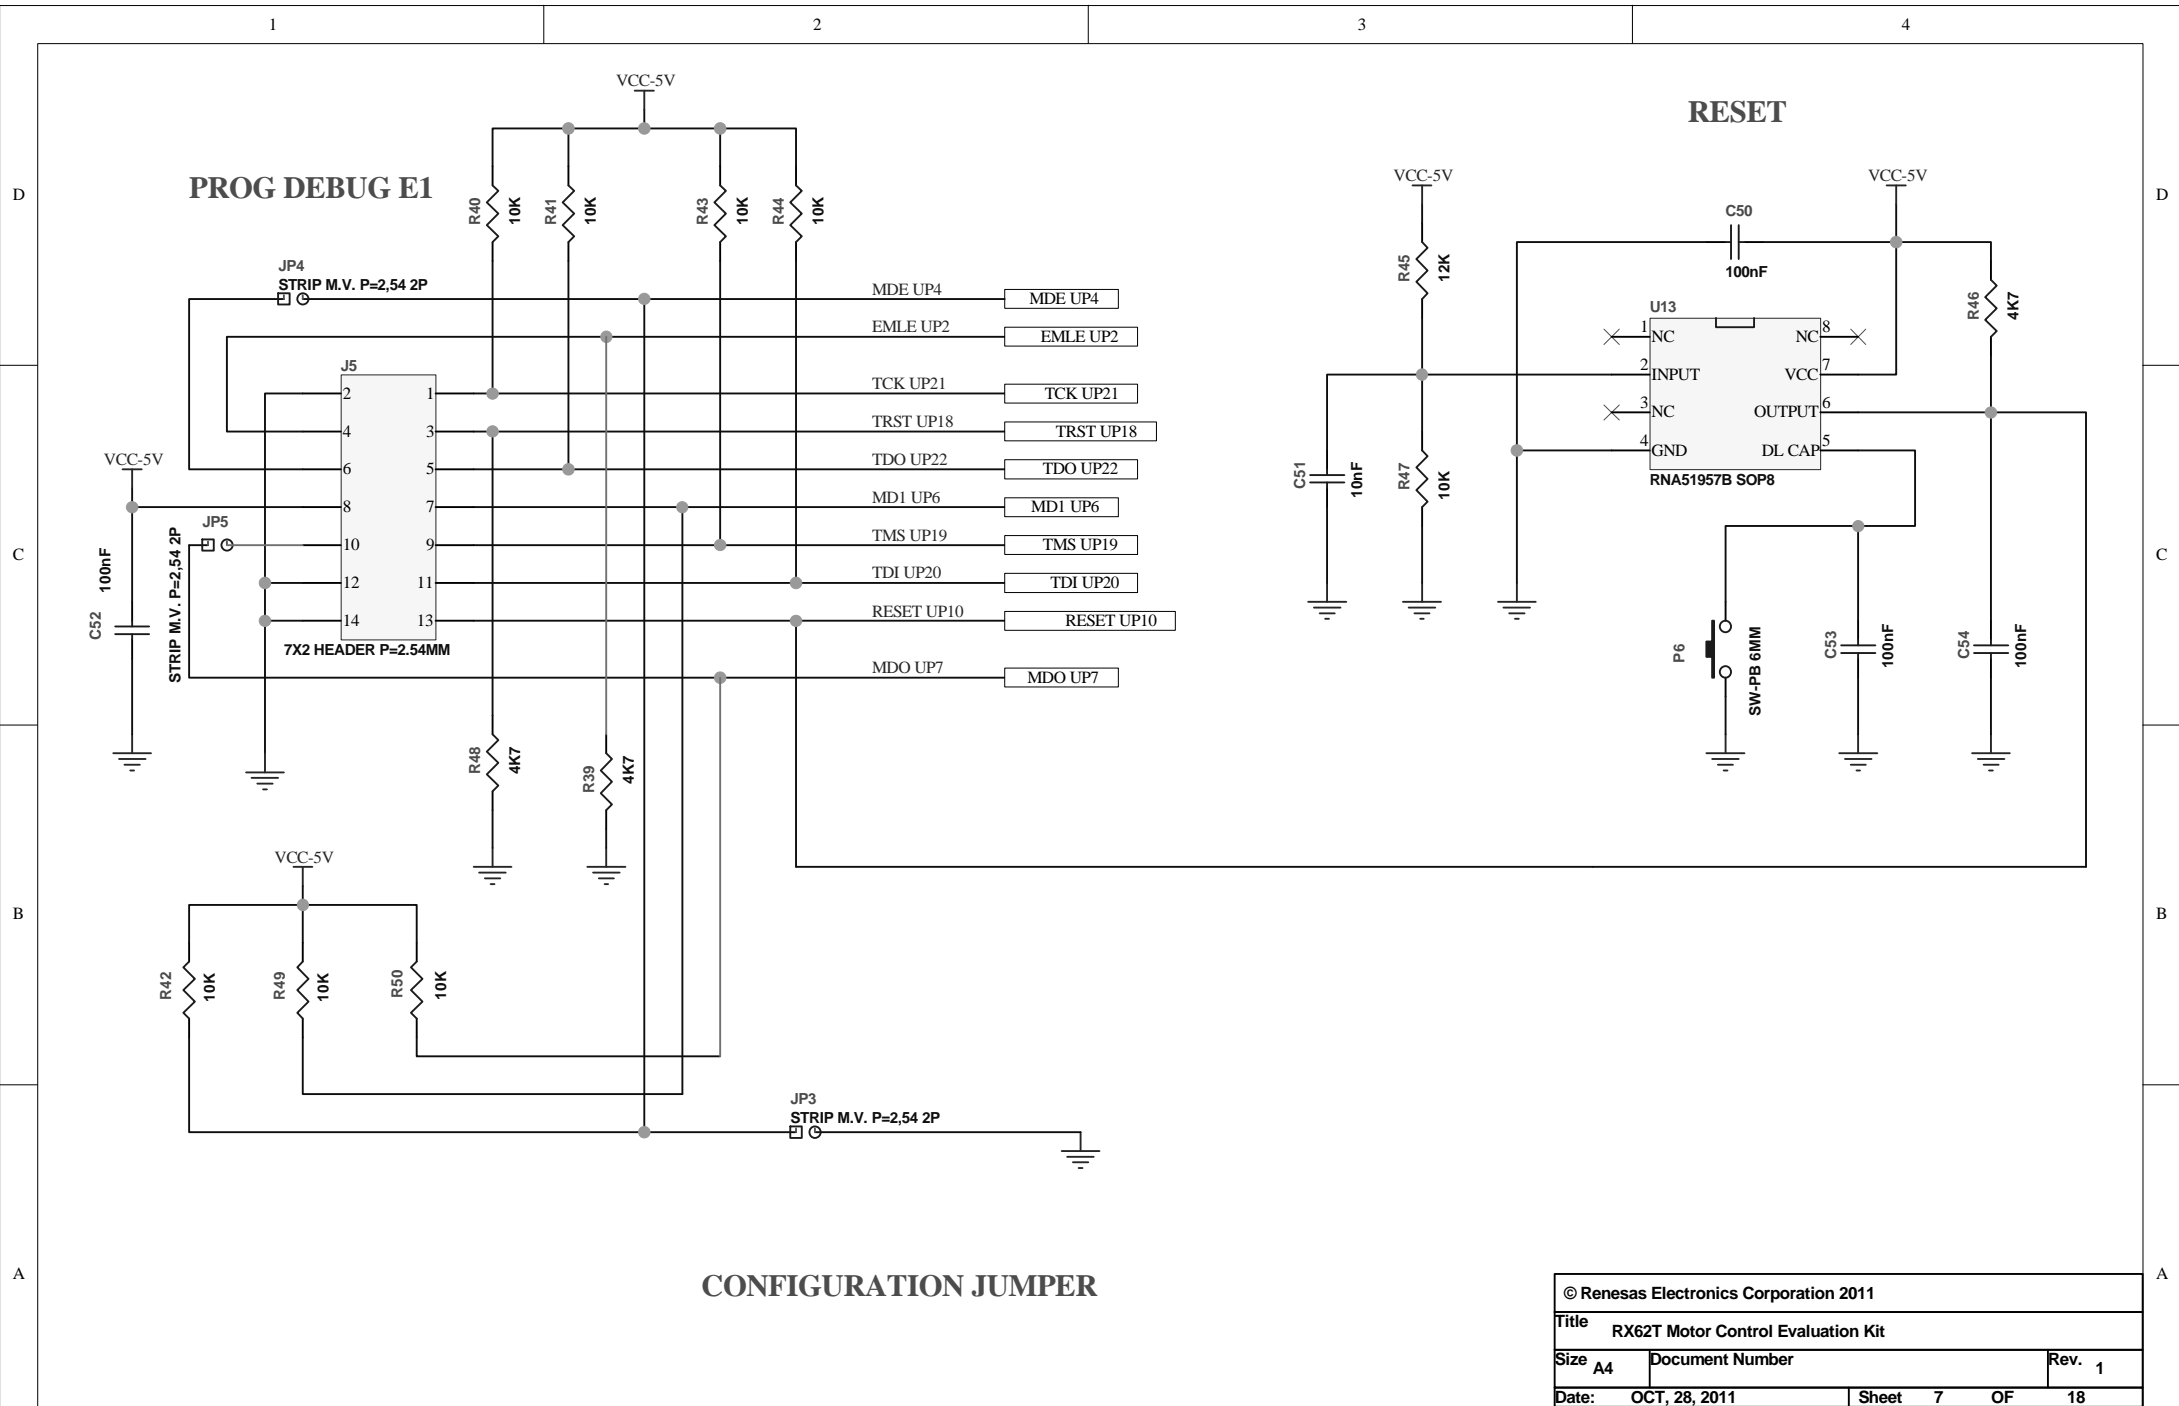 1 2 3 4
D
C
B
A
D
C
B
A
PROG DEBUG E1
VCC-5V
R40 10K
R41 10K
R43 10K
R44 10K
JP4
STRIP M.V. P=2,54 2P
MDE UP4 MDE UP4
EMLE UP2 EMLE UP2
J5
2 1 TCK UP21 TCK UP21
4 3 TRST UP18 TRST UP18
6 5 TDO UP22 TDO UP22
8 7 MD1 UP6 MD1 UP6
10 9 TMS UP19 TMS UP19
12 11 TDI UP20 TDI UP20
14 13 RESET UP10 RESET UP10
7X2 HEADER P=2.54MM
MDO UP7 MDO UP7
VCC-5V
C52 100nF
JP5
STRIP M.V. P=2,54 2P
R48 4K7
R39 4K7
VCC-5V
R42 10K
R49 10K
R50 10K
JP3
STRIP M.V. P=2,54 2P
CONFIGURATION JUMPER
RESET
VCC-5V
VCC-5V
C50
100nF
R45 12K
R46 4K7
U13
1 NC NC 8
2 INPUT VCC 7
3 NC OUTPUT 6
4 GND DL CAP 5
RNA51957B SOP8
C51 10nF
R47 10K
P6 SW-PB 6MM
C53 100nF
C54 100nF
© Renesas Electronics Corporation 2011
Title RX62T Motor Control Evaluation Kit
Size A4 Document Number Rev. 1
Date: OCT, 28, 2011 Sheet 7 OF 18